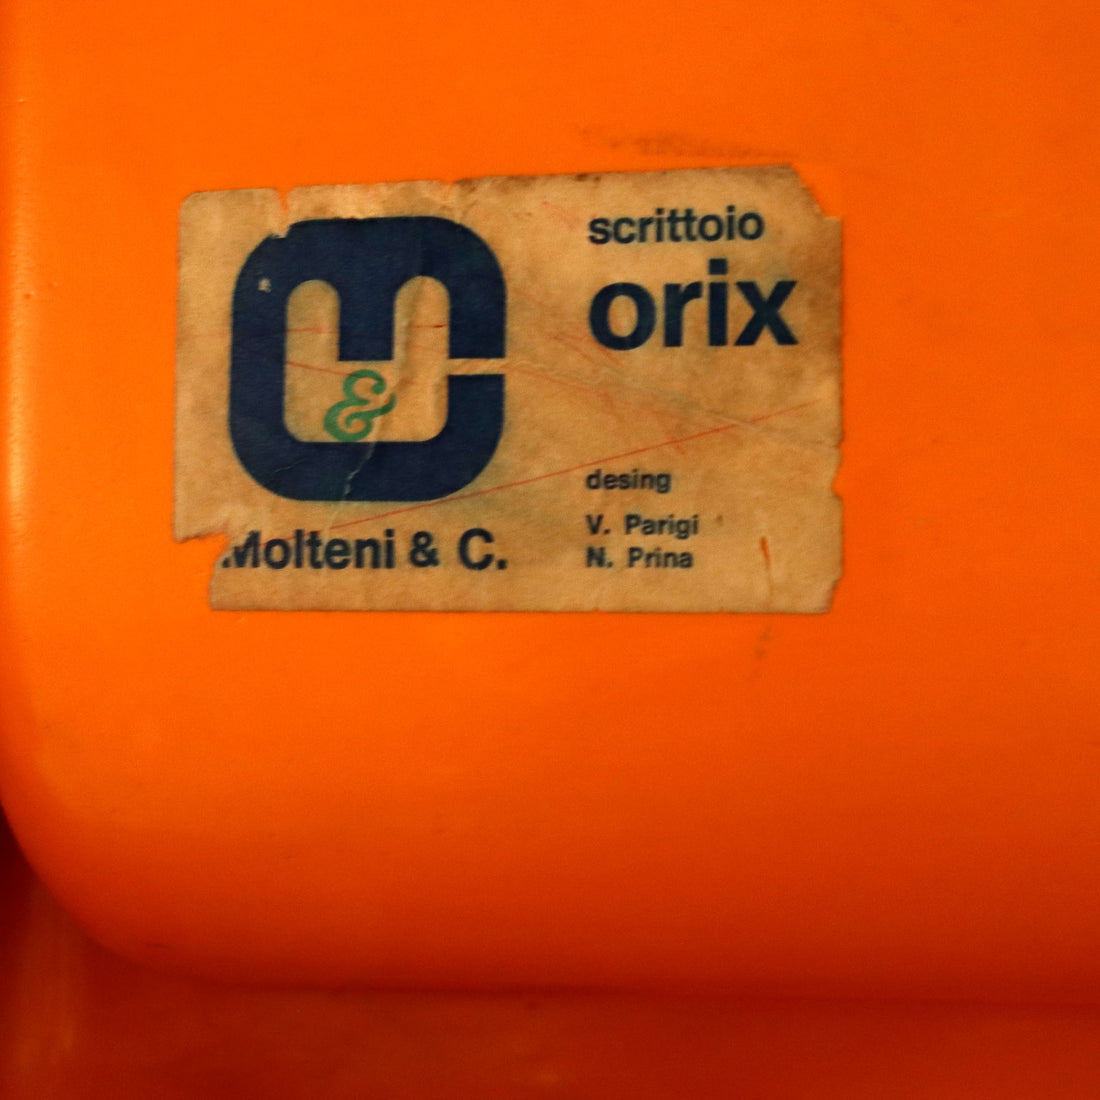 scrittoio
orix
&
Molteni & C.
desing
V. Parigi
N. Prina